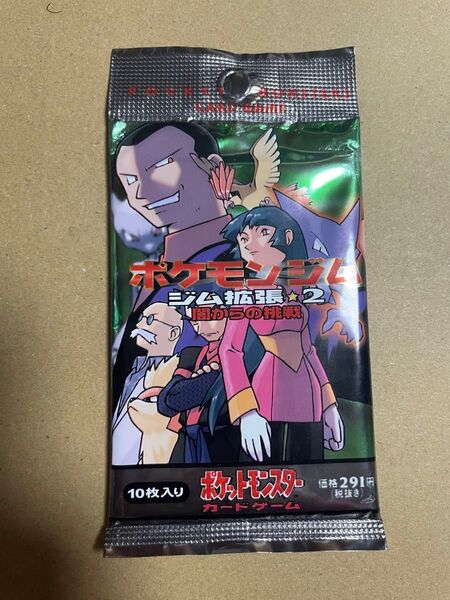 POCKET MONSTERS
CARD GAME
ポケモンジム
ジム拡張★2
闇からの挑戦
10枚入り
ポケットモンスター
カードゲーム
価格291円
(税抜き)